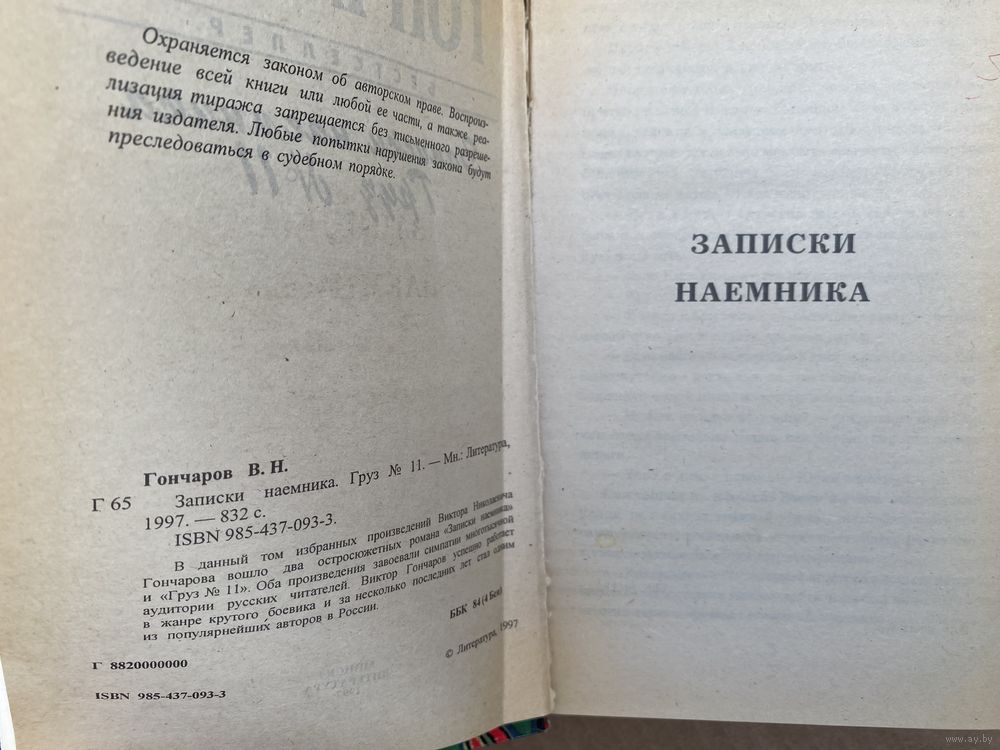 Охраняется законом об авторском праве. Воспроиз-
ведение всей книги или любой ее части, а также реа-
лизация тиража запрещается без письменного разреше-
ния издателя. Любые попытки нарушения закона будут
преследоваться в судебном порядке.
Гончаров В. Н.
Г 65 Записки наемника. Груз № 11. — Мн.: Литература,
1997. — 832 с.
ISBN 985-437-093-3.
В данный том избранных произведений Виктора Николаевича
Гончарова вошло два остросюжетных романа «Записки наемника»
и «Груз № 11». Оба произведения завоевали симпатии многотысячной
аудитории русских читателей. Виктор Гончаров успешно работает
в жанре крутого боевика и за несколько последних лет стал одним
из популярнейших авторов в России.
ББК 84 (4 Беи)
Г 8820000000
© Литература, 1997
ISBN 985-437-093-3
ЗАПИСКИ
НАЕМНИКА
www.ay.by